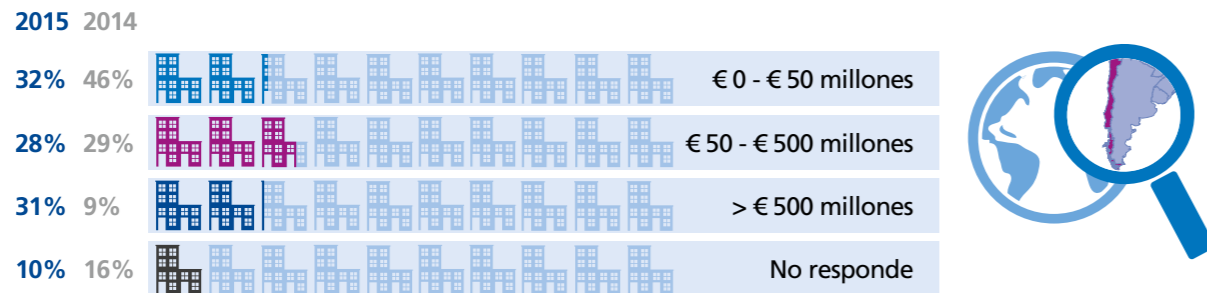 2015 2014
32% 46% € 0 - € 50 millones
28% 29% € 50 - € 500 millones
31% 9% > € 500 millones
10% 16% No responde